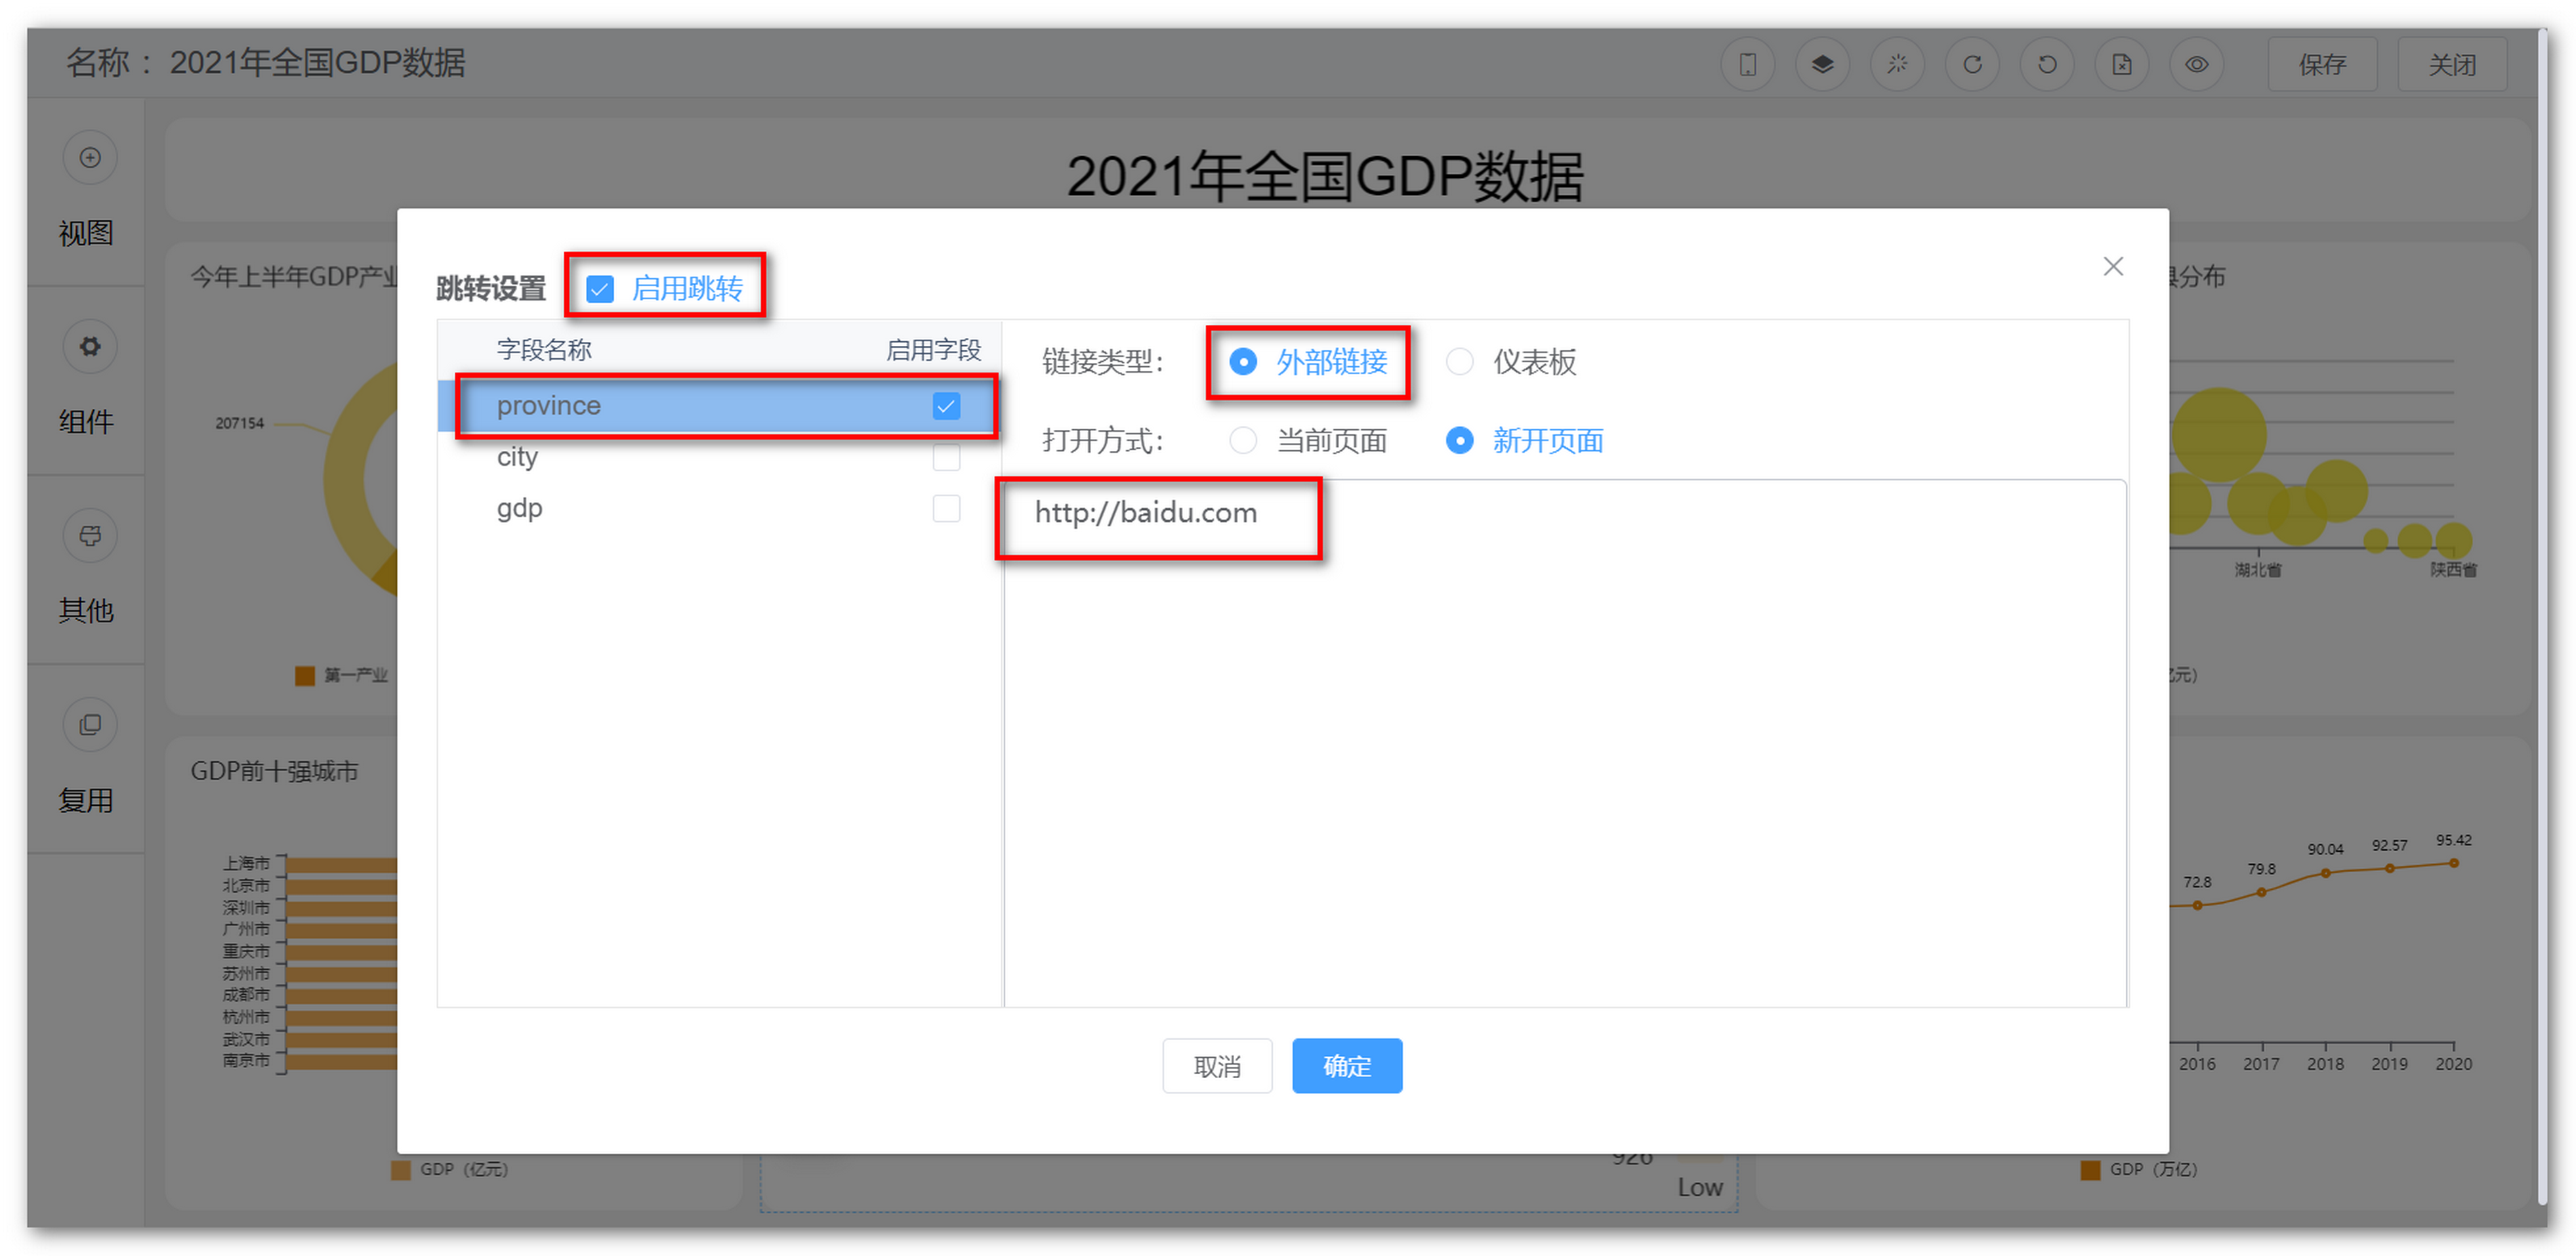 名称： 2021年全国GDP数据
保存
关闭
视图
组件
其他
复用
2021年全国GDP数据
今年上半年GDP产业
207154
第一产业
GDP前十强城市
上海市
北京市
深圳市
广州市
重庆市
苏州市
成都市
杭州市
武汉市
南京市
GDP（亿元）
跳转设置
启用跳转
字段名称 启用字段
province
city
gdp
链接类型： 外部链接 仪表板
打开方式： 当前页面 新开页面
http://baidu.com
取消 确定
926
Low
分布
湖北省 陕西省
元）
72.8 79.8 90.04 92.57 95.42
2016 2017 2018 2019 2020
GDP（万亿）